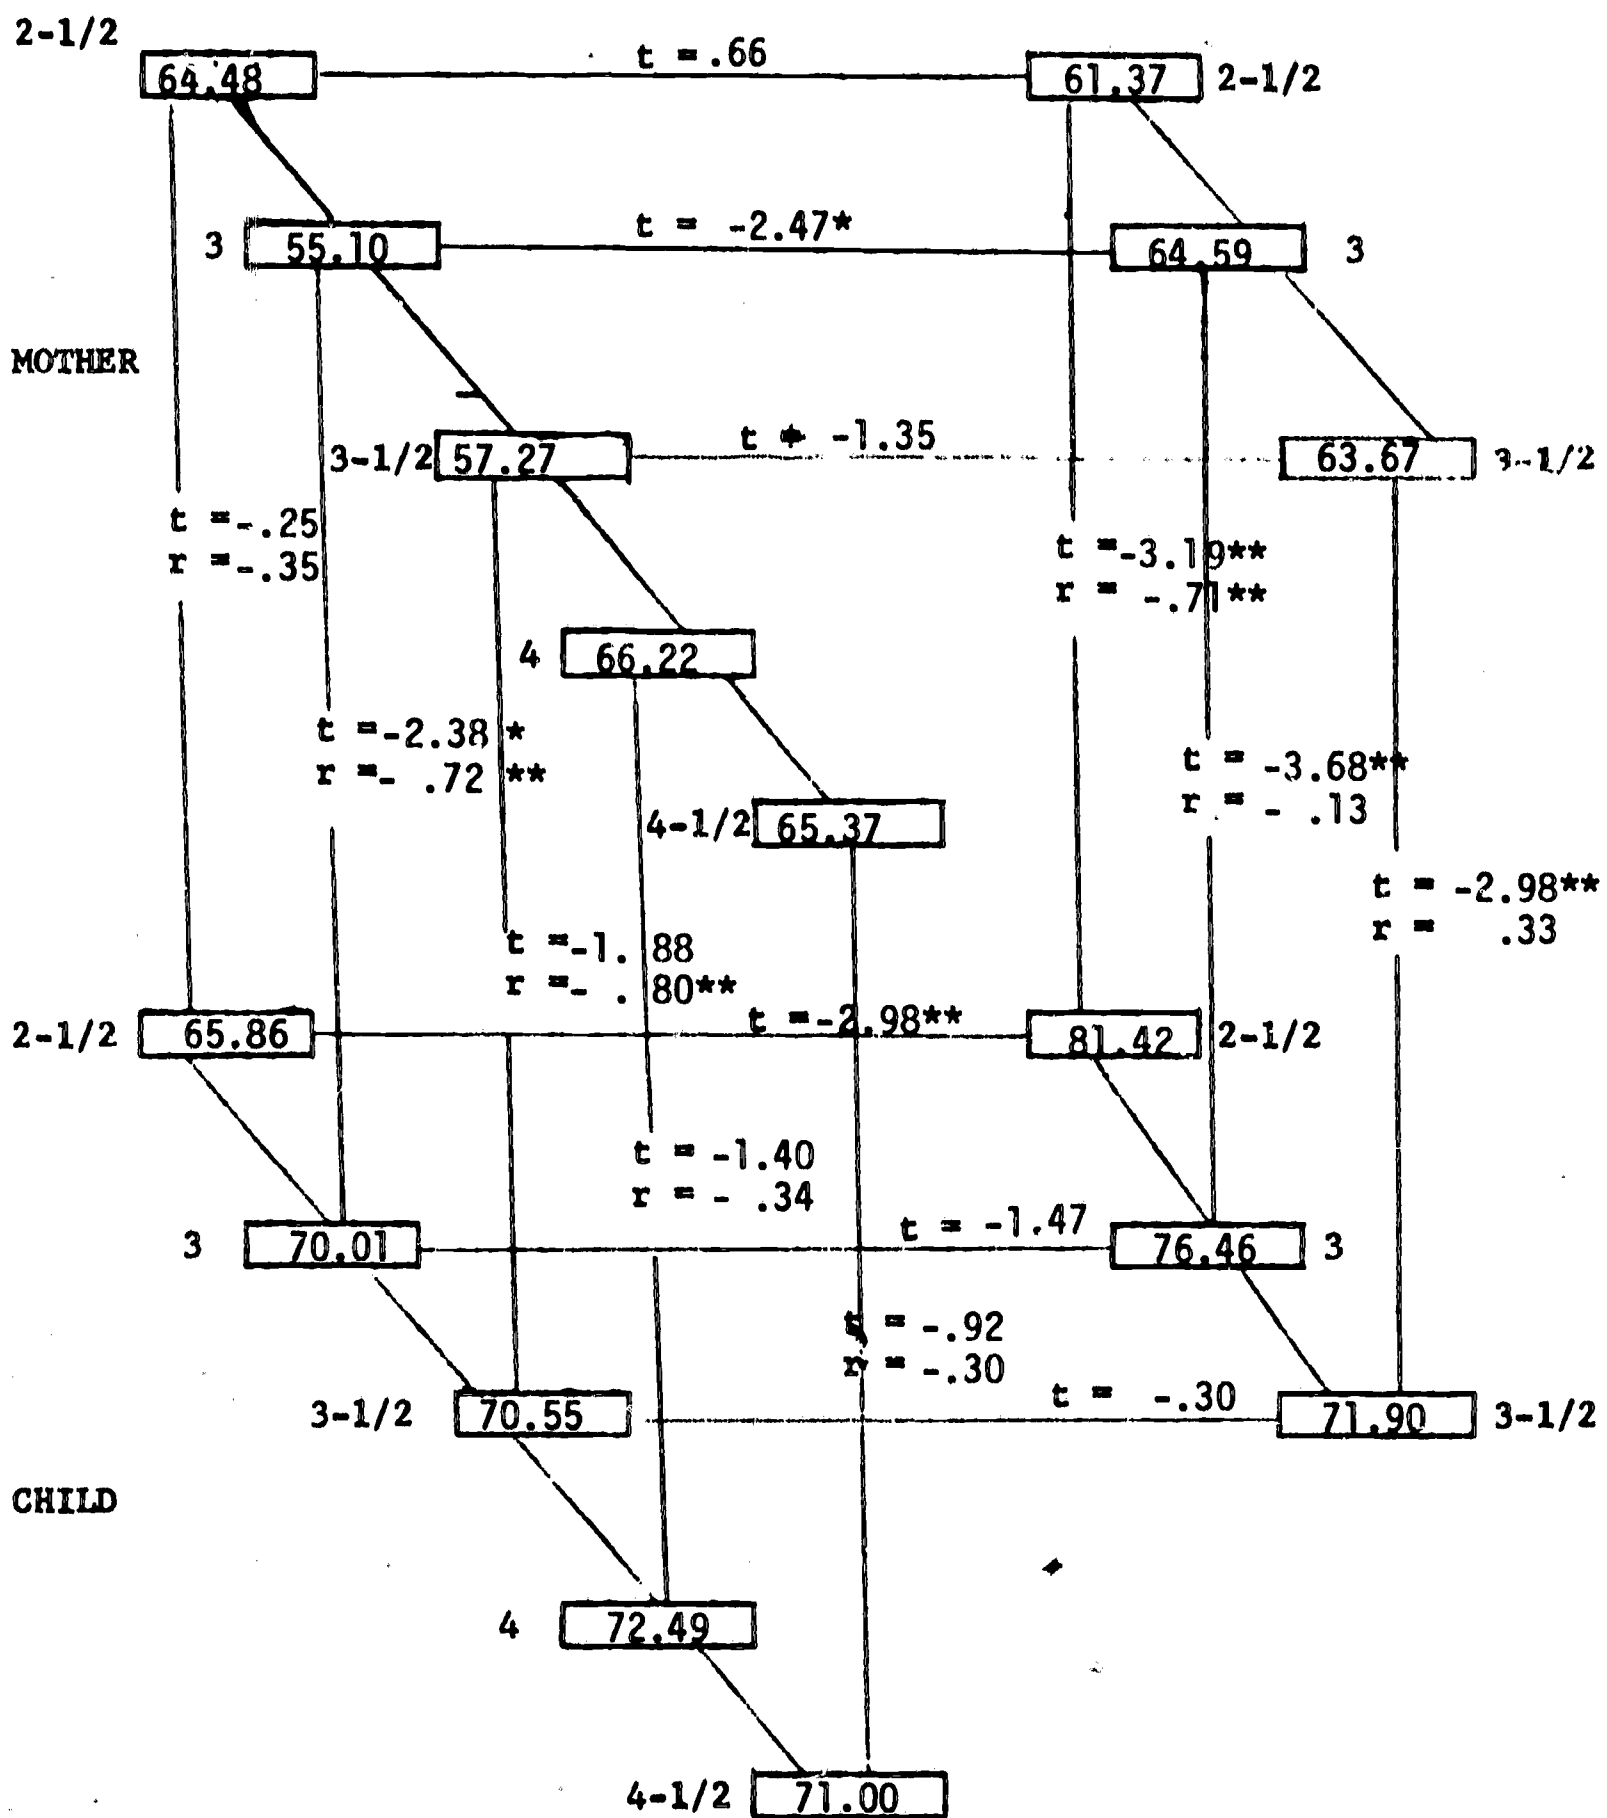 2-1/2
64.48 t = .66 61.37 2-1/2
3 55.10 t = -2.47* 64.59 3
MOTHER
3-1/2 57.27 t = -1.35 63.67 3-1/2
t =-.25
r =-.35
t =-3.19**
r = -.71**
4 66.22
t =-2.38 *
r =- .72 **
t = -3.68**
r = - .13
4-1/2 65.37
t = -2.98**
r = .33
t =-1.88
r =- .80**
2-1/2 65.86 t =-2.98** 81.42 2-1/2
t = -1.40
r = - .34
3 70.01 t = -1.47 76.46 3
t = -.92
r = -.30
3-1/2 70.55 t = -.30 71.90 3-1/2
CHILD
4 72.49
4-1/2 71.00